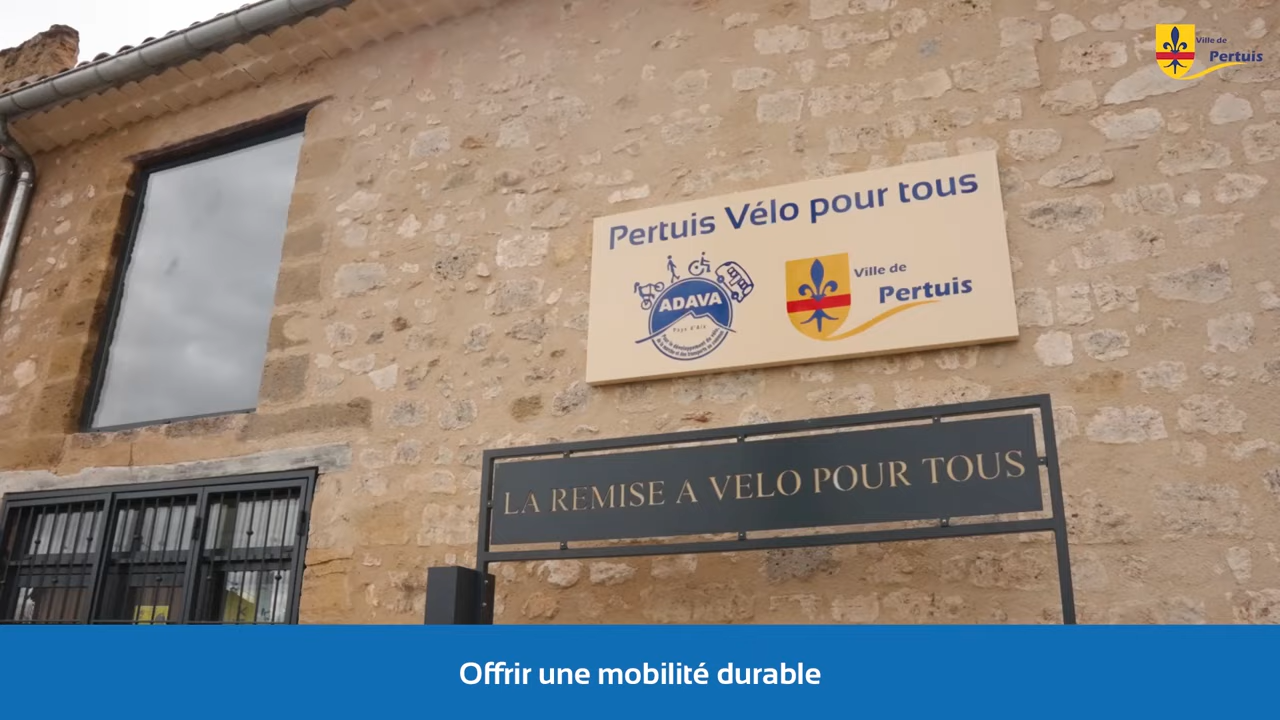 Ville de
Pertuis
Pertuis Vélo pour tous
ADAVA
Pays d'Aix
Ville de
Pertuis
LA REMISE A VELO POUR TOUS
Offrir une mobilité durable